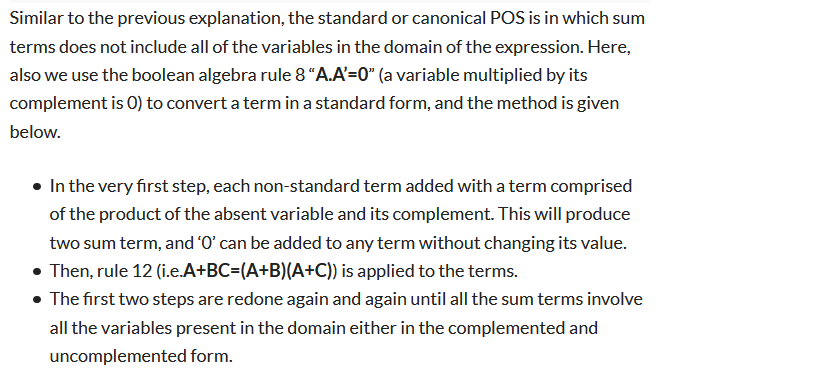 Similar to the previous explanation, the standard or canonical POS is in which sum
terms does not include all of the variables in the domain of the expression. Here,
also we use the boolean algebra rule 8 “A.A’=0” (a variable multiplied by its
complement is 0) to convert a term in a standard form, and the method is given
below.
• In the very first step, each non-standard term added with a term comprised
of the product of the absent variable and its complement. This will produce
two sum term, and ‘0’ can be added to any term without changing its value.
• Then, rule 12 (i.e.A+BC=(A+B)(A+C)) is applied to the terms.
• The first two steps are redone again and again until all the sum terms involve
all the variables present in the domain either in the complemented and
uncomplemented form.